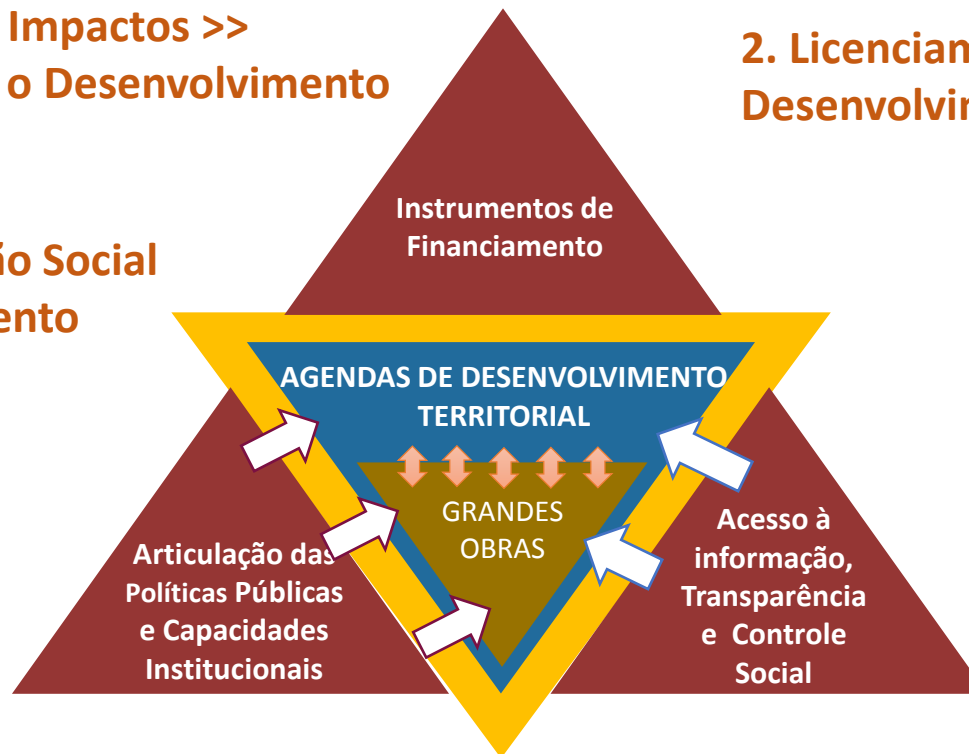 Impactos >>
o Desenvolvimento
2. Licencian
Desenvolvir
ão Social
ento
Instrumentos de
Financiamento
AGENDAS DE DESENVOLVIMENTO
TERRITORIAL
GRANDES
OBRAS
Articulação das
Políticas Públicas
e Capacidades
Institucionais
Acesso à
informação,
Transparência
e Controle
Social